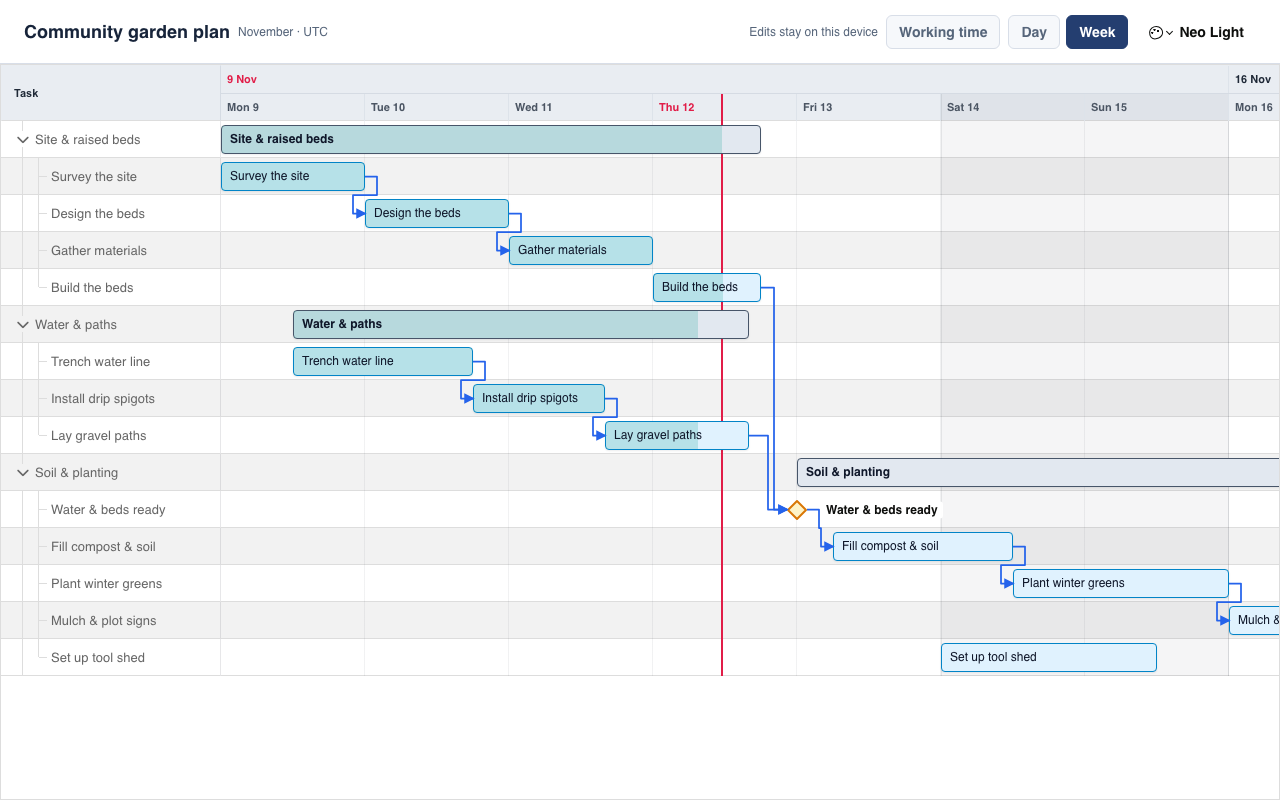 Community garden plan November · UTC
Edits stay on this device Working time Day Week Neo Light
Task
9 Nov 16 Nov
Mon 9 Tue 10 Wed 11 Thu 12 Fri 13 Sat 14 Sun 15 Mon 16
Site & raised beds Site & raised beds
Survey the site Survey the site
Design the beds Design the beds
Gather materials Gather materials
Build the beds Build the beds
Water & paths Water & paths
Trench water line Trench water line
Install drip spigots Install drip spigots
Lay gravel paths Lay gravel paths
Soil & planting Soil & planting
Water & beds ready Water & beds ready
Fill compost & soil Fill compost & soil
Plant winter greens Plant winter greens
Mulch & plot signs Mulch &
Set up tool shed Set up tool shed